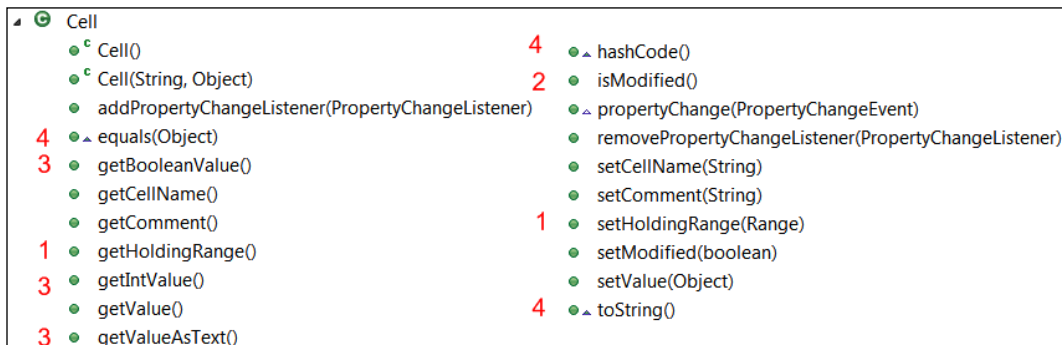 Cell
Cell()
Cell(String, Object)
addPropertyChangeListener(PropertyChangeListener)
4 equals(Object)
3 getBooleanValue()
getCellName()
getComment()
1 getHoldingRange()
3 getIntValue()
getValue()
3 getValueAsText()
4 hashCode()
2 isModified()
propertyChange(PropertyChangeEvent)
removePropertyChangeListener(PropertyChangeListener)
setCellName(String)
setComment(String)
1 setHoldingRange(Range)
setModified(boolean)
setValue(Object)
4 toString()